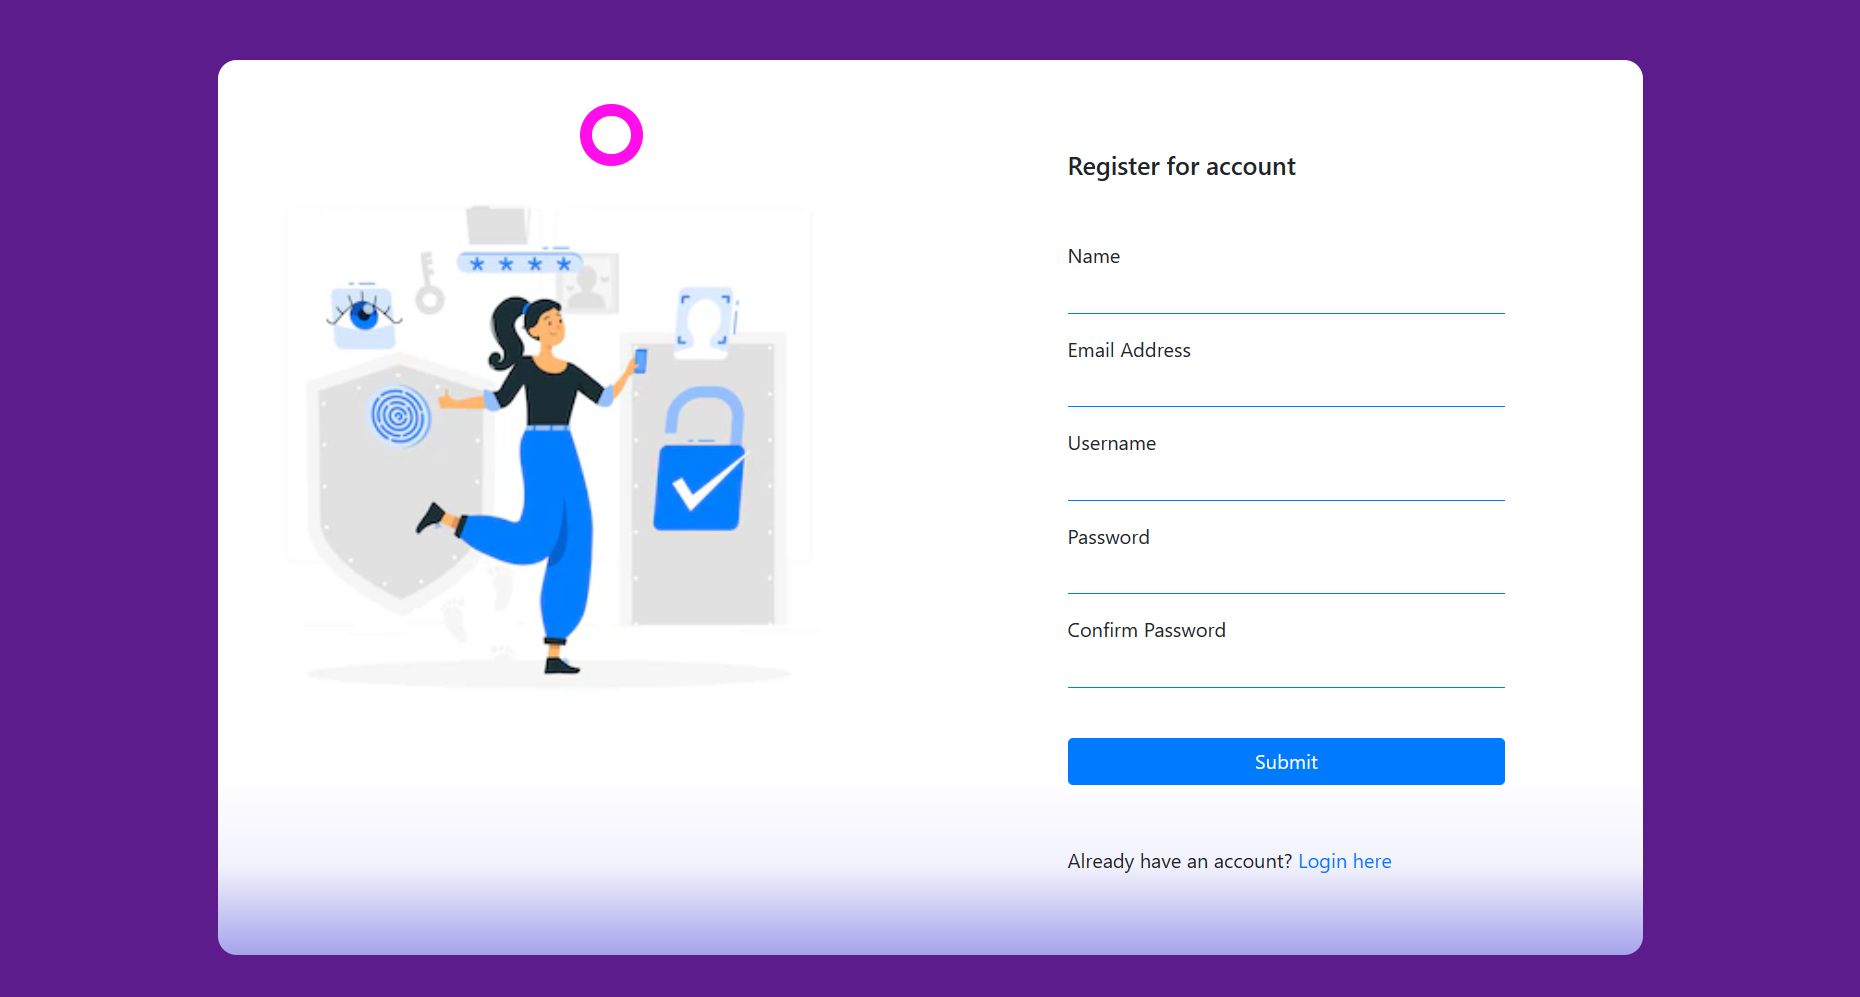 * * * *
Register for account
Name
Email Address
Username
Password
Confirm Password
Submit
Already have an account? Login here